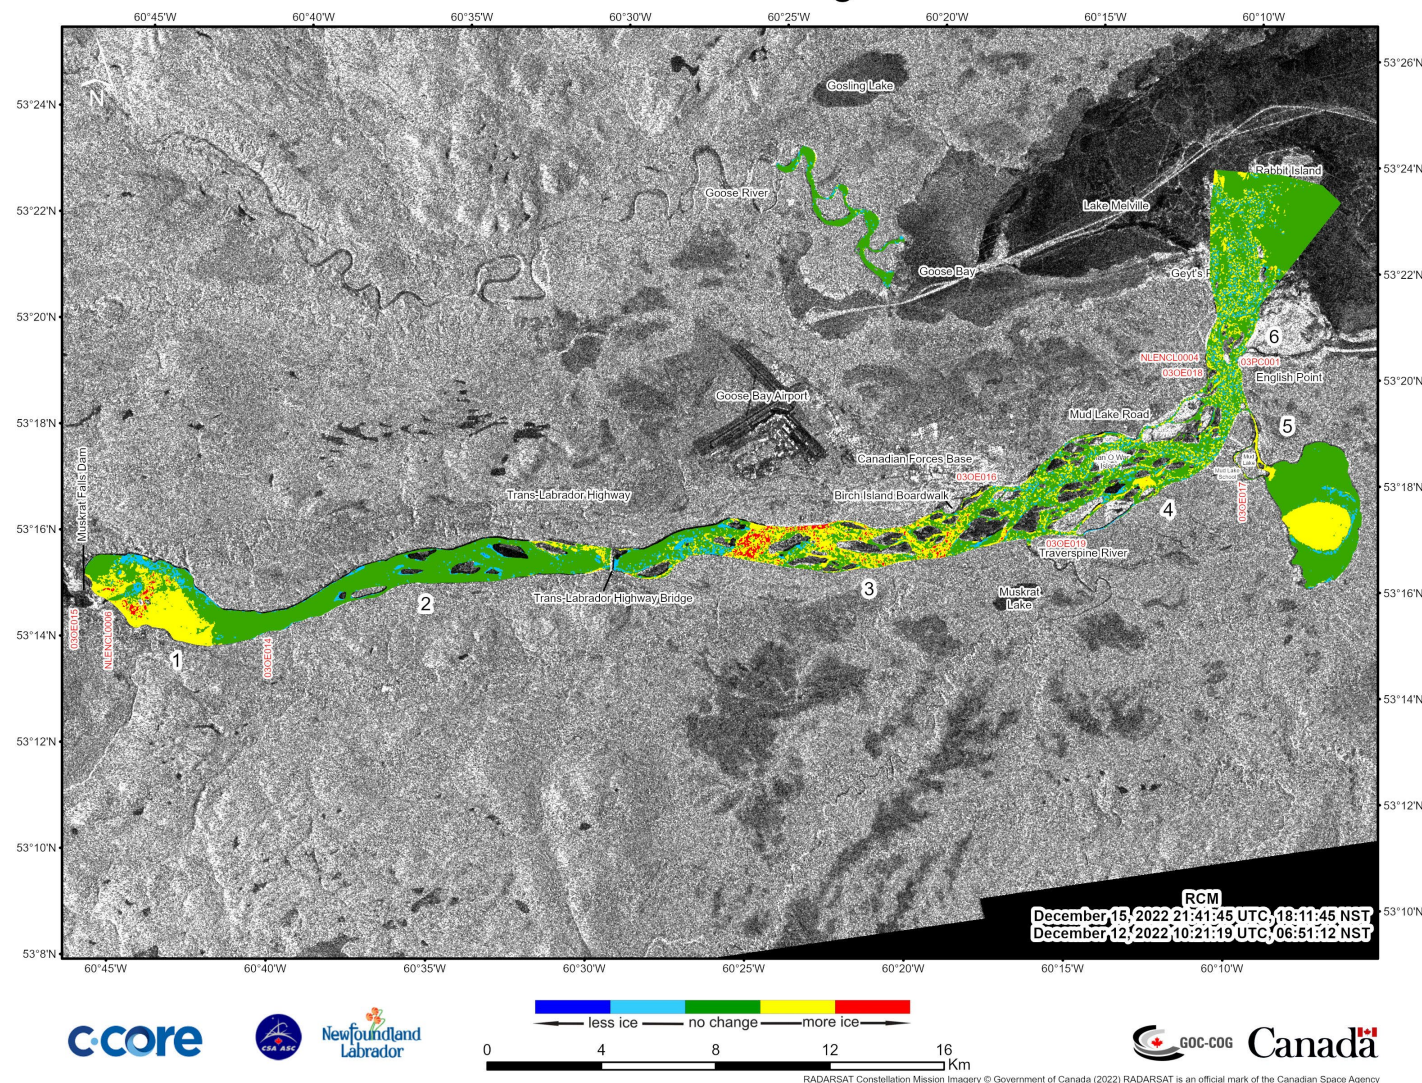 60°45'W 60°40'W 60°35'W 60°30'W 60°25'W 60°20'W 60°15'W 60°10'W
53°26'N
N
Gosling Lake
53°24'N
53°24'N
Rabbit Island
Goose River
53°22'N
Lake Melville
Goose Bay
53°22'N
Geyt's
53°20'N
6
NLENCL0004
03PC001
03OE018
English Point
53°20'N
Goose Bay Airport
Mud Lake Road
53°18'N
5
Muskrat Falls Dam
Canadian Forces Base
Mud Lake
Mud Lake School
03OE016
53°18'N
Trans-Labrador Highway
Birch Island Boardwalk
03OE017
4
53°16'N
03OE019
Traverspine River
3
Muskrat
Lake
53°16'N
Trans-Labrador Highway Bridge
2
03OE015
NLENCL0006
53°14'N
03OE014
1
53°14'N
53°12'N
53°12'N
53°10'N
RCM
53°10'N
December 15, 2022 21:41:45 UTC, 18:11:45 NST
December 12, 2022 10:21:19 UTC, 06:51:12 NST
53°8'N
60°45'W 60°40'W 60°35'W 60°30'W 60°25'W 60°20'W 60°15'W 60°10'W
less ice no change more ice
c·core
CSA ASC
Newfoundland
Labrador
0 4 8 12 16
Km
GOC-COG
Canada
RADARSAT Constellation Mission Imagery © Government of Canada (2022) RADARSAT is an official mark of the Canadian Space Agency